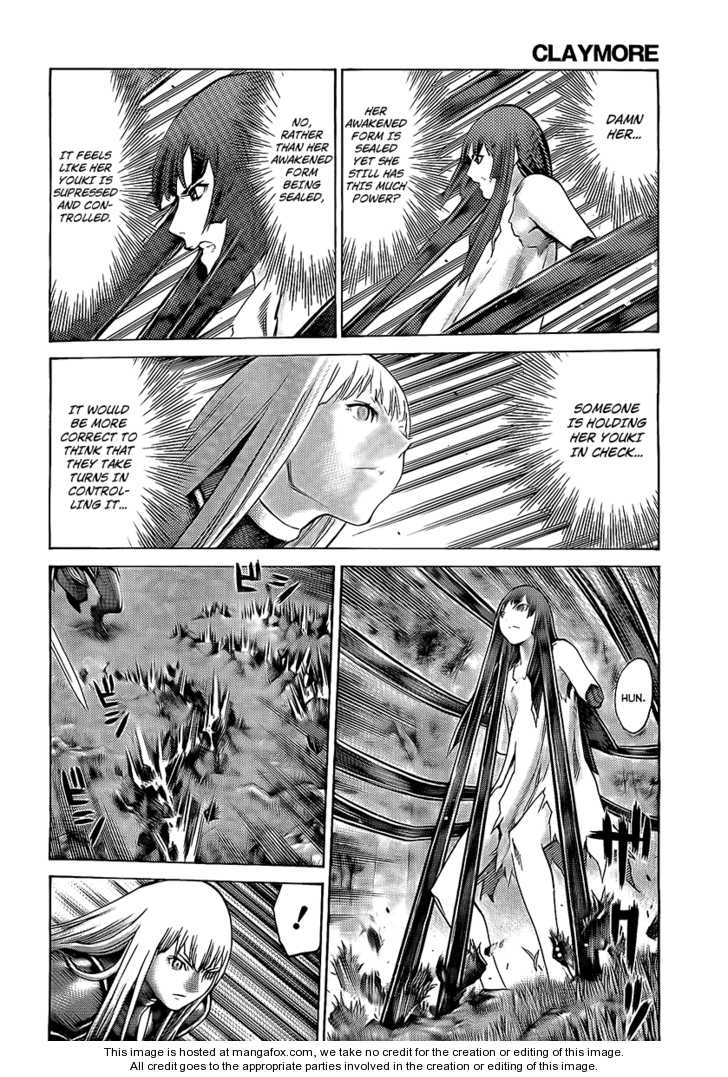 CLAYMORE
DAMN
HER...
HER
AWAKENED
FORM IS
SEALED
YET SHE
STILL HAS
THIS MUCH
POWER?
NO,
RATHER
THAN HER
AWAKENED
FORM
BEING
SEALED,
IT FEELS
LIKE HER
YOUKI IS
SUPRESSED
AND CON-
TROLLED.
SOMEONE
IS HOLDING
HER YOUKI
IN CHECK...
IT WOULD
BE MORE
CORRECT TO
THINK THAT
THEY TAKE
TURNS IN
CONTROL-
LING IT...
HUN.
ドドド
!
This image is hosted at mangafox.com, we take no credit for the creation or editing of this image.
All credit goes to the appropriate parties involved in the creation or editing of this image.